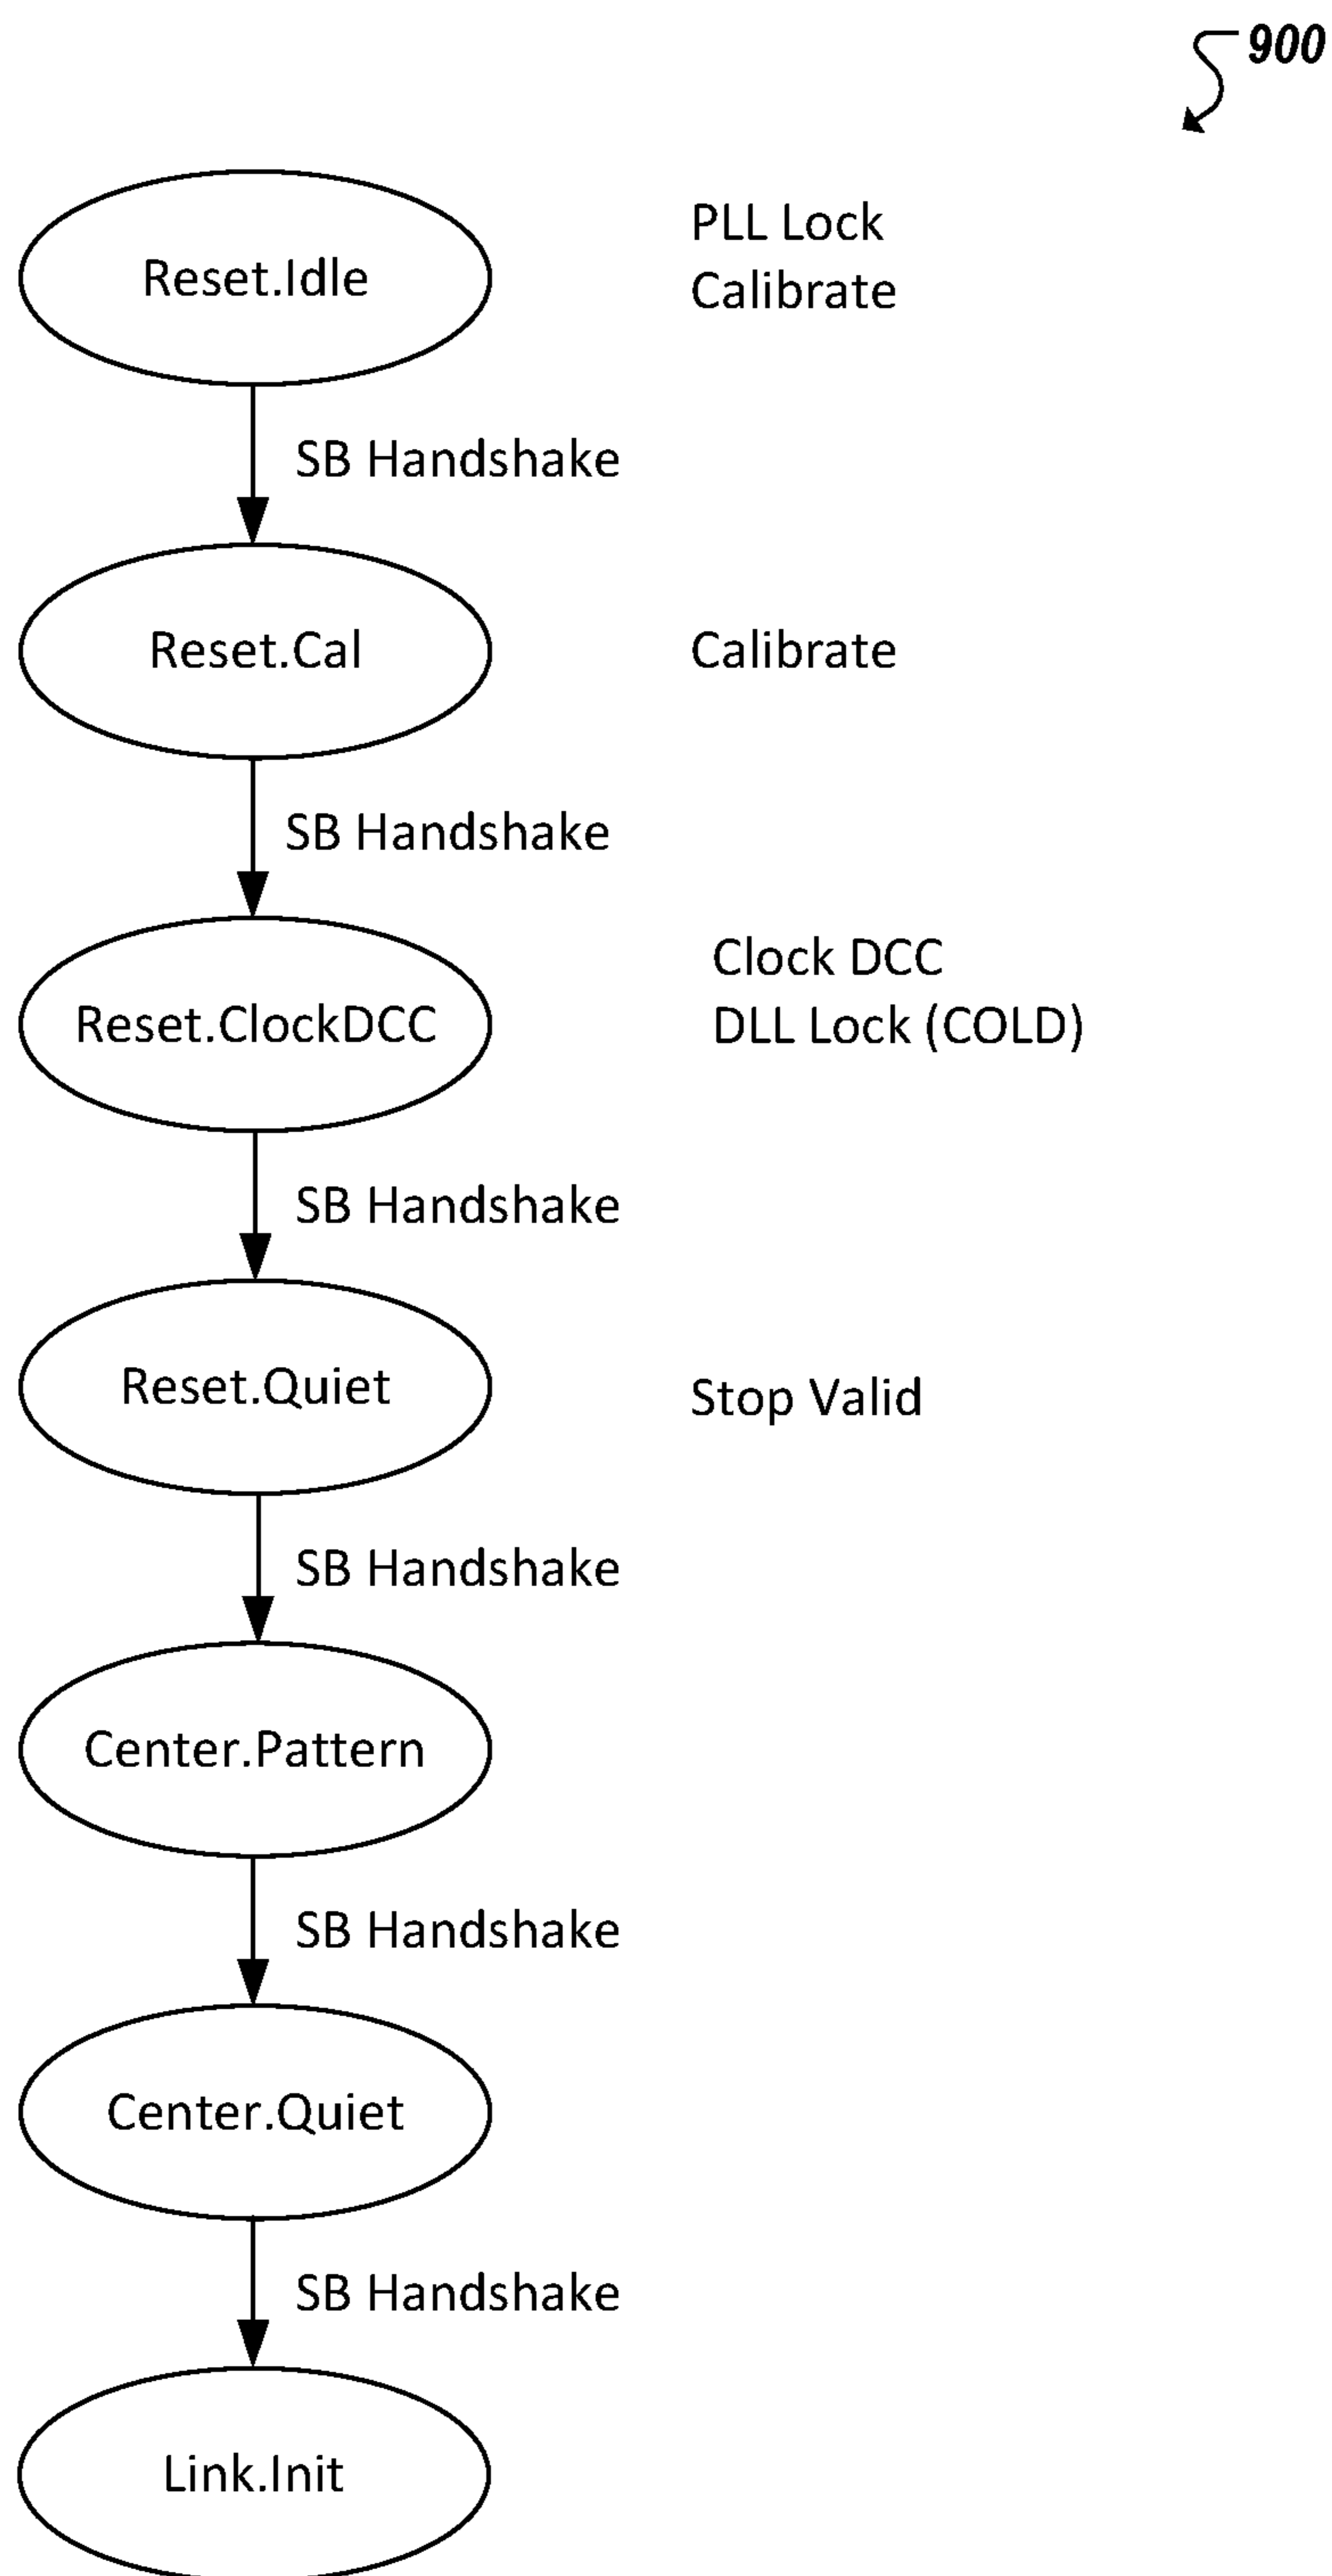 900
Reset.Idle
PLL Lock
Calibrate
SB Handshake
Reset.Cal
Calibrate
SB Handshake
Reset.ClockDCC
Clock DCC
DLL Lock (COLD)
SB Handshake
Reset.Quiet
Stop Valid
SB Handshake
Center.Pattern
SB Handshake
Center.Quiet
SB Handshake
Link.Init